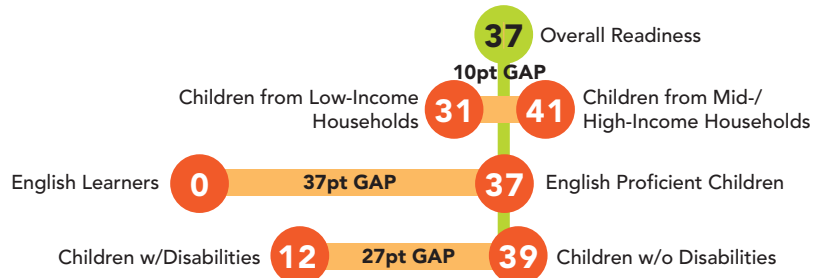 37 Overall Readiness
10pt GAP
Children from Low-Income
Households
31
41
Children from Mid-/
High-Income Households
English Learners 0 37pt GAP 37 English Proficient Children
Children w/Disabilities 12 27pt GAP 39 Children w/o Disabilities